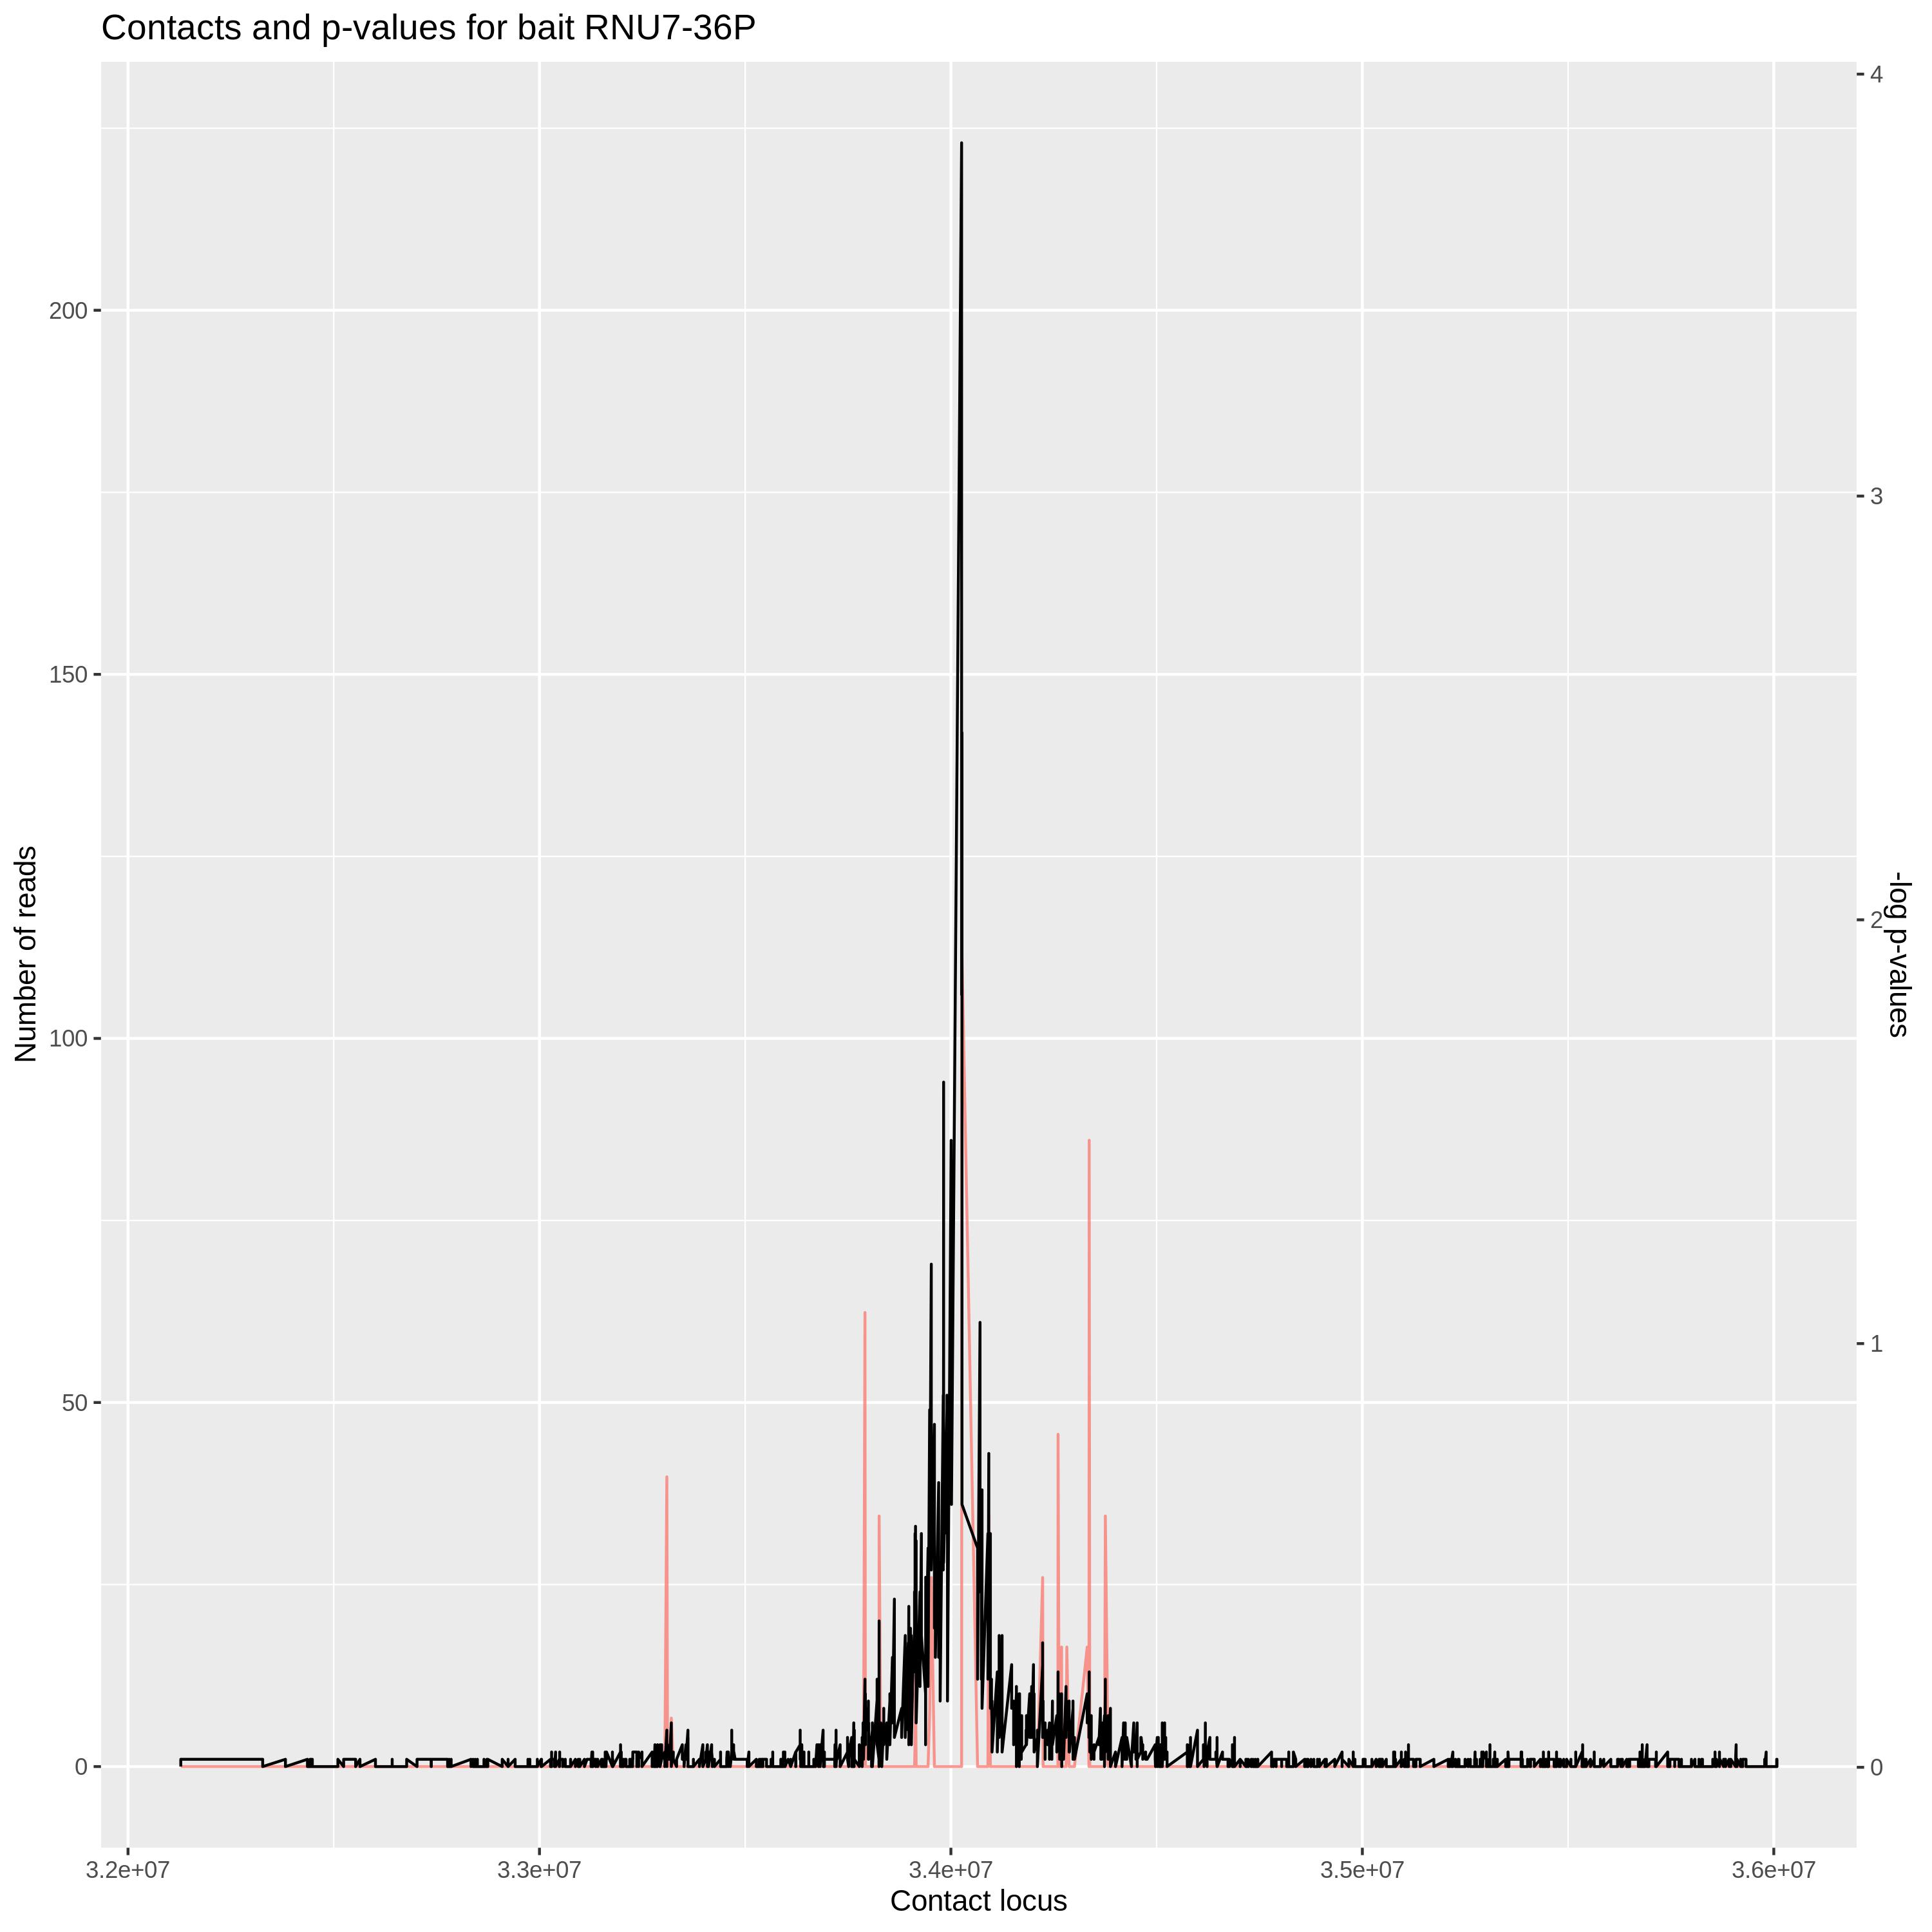 Contacts and p-values for bait RNU7-36P
Number of reads
200
150
100
50
0
4
3
2
1
0
-log p-values
3.2e+07
3.3e+07
3.4e+07
3.5e+07
3.6e+07
Contact locus